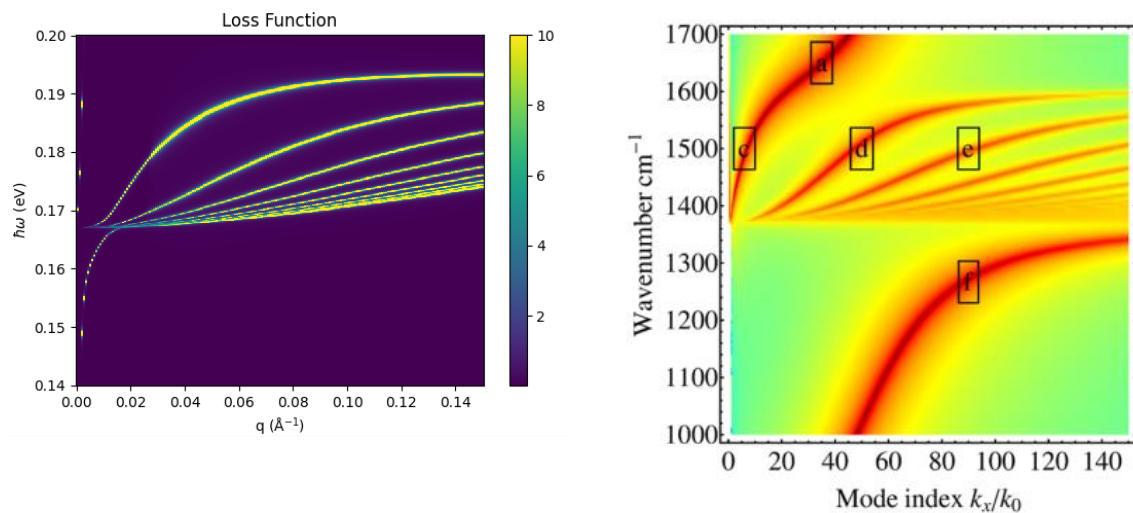 Loss Function
0.20
0.19
0.18
0.17
0.16
0.15
0.14
ħω (eV)
0.00 0.02 0.04 0.06 0.08 0.10 0.12 0.14
q (Å⁻¹)
10
8
6
4
2
1700
1600
1500
1400
1300
1200
1100
1000
Wavenumber cm⁻¹
a
c
d
e
f
0 20 40 60 80 100 120 140
Mode index kₓ/k₀